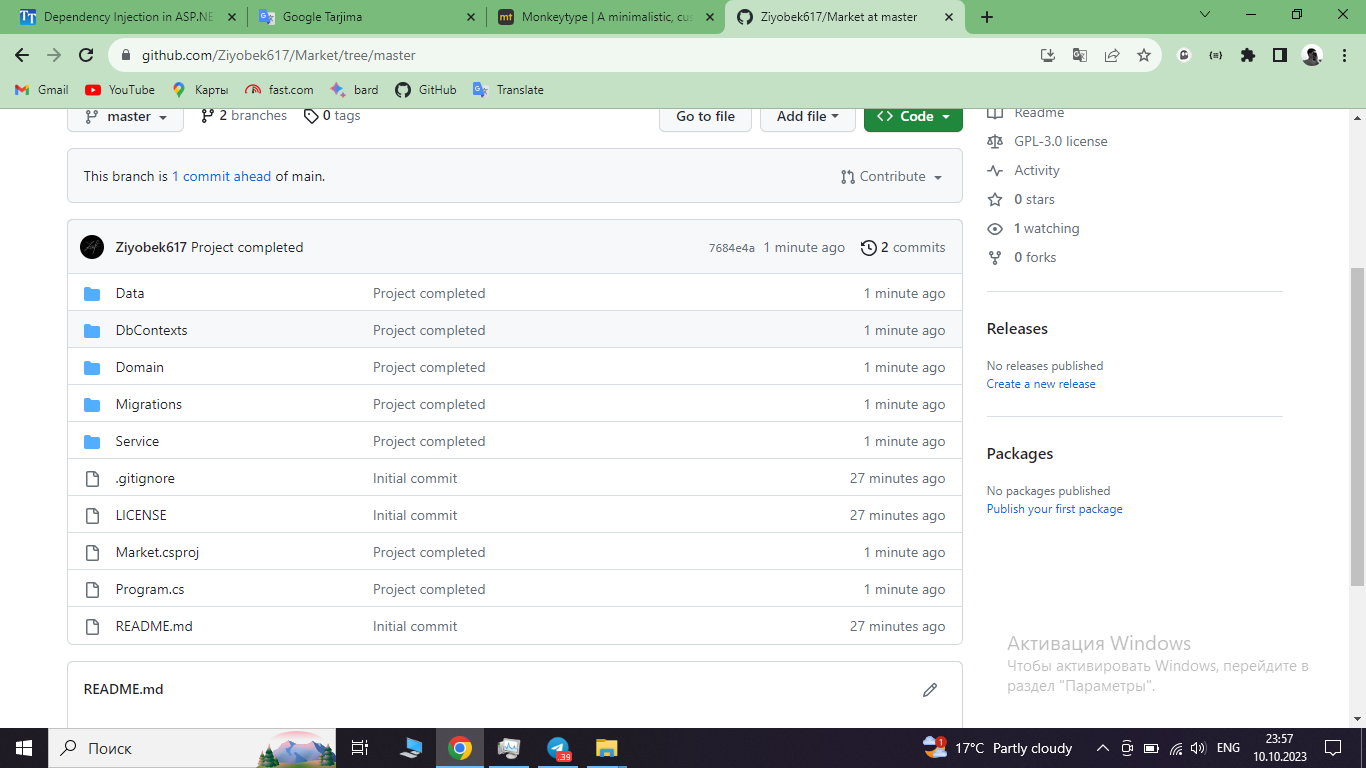 Dependency Injection in ASP.NE
Google Tarjima
Monkeytype | A minimalistic, cus
Ziyobek617/Market at master
github.com/Ziyobek617/Market/tree/master
Gmail YouTube Карты fast.com bard GitHub Translate
master 2 branches 0 tags Go to file Add file Code
This branch is 1 commit ahead of main. Contribute
Ziyobek617 Project completed 7684e4a 1 minute ago 2 commits
Data Project completed 1 minute ago
DbContexts Project completed 1 minute ago
Domain Project completed 1 minute ago
Migrations Project completed 1 minute ago
Service Project completed 1 minute ago
.gitignore Initial commit 27 minutes ago
LICENSE Initial commit 27 minutes ago
Market.csproj Project completed 1 minute ago
Program.cs Project completed 1 minute ago
README.md Initial commit 27 minutes ago
README.md
Readme
GPL-3.0 license
Activity
0 stars
1 watching
0 forks
Releases
No releases published
Create a new release
Packages
No packages published
Publish your first package
Активация Windows
Чтобы активировать Windows, перейдите в
раздел "Параметры".
Поиск
39
1
17°C Partly cloudy
ENG
23:57
10.10.2023